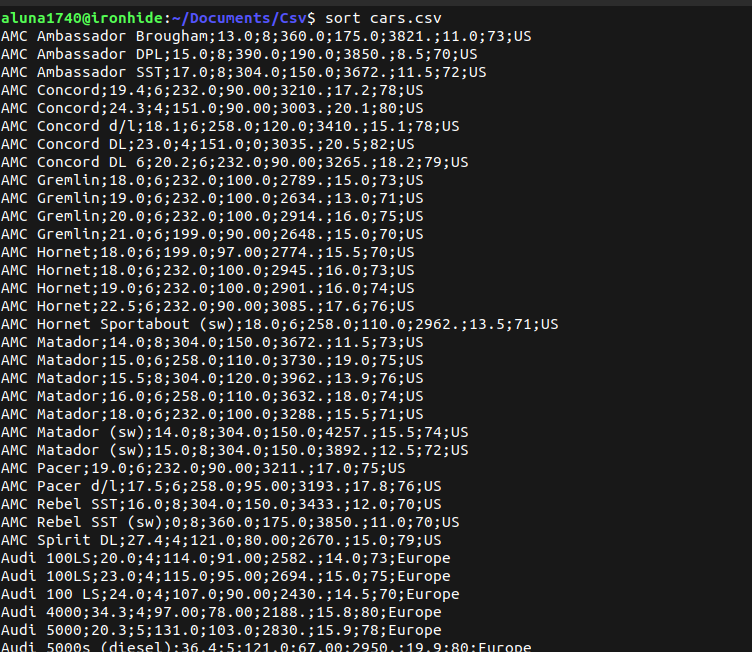 aluna1740@ironhide:~/Documents/Csv$ sort cars.csv
AMC Ambassador Brougham;13.0;8;360.0;175.0;3821.;11.0;73;US
AMC Ambassador DPL;15.0;8;390.0;190.0;3850.;8.5;70;US
AMC Ambassador SST;17.0;8;304.0;150.0;3672.;11.5;72;US
AMC Concord;19.4;6;232.0;90.00;3210.;17.2;78;US
AMC Concord;24.3;4;151.0;90.00;3003.;20.1;80;US
AMC Concord d/l;18.1;6;258.0;120.0;3410.;15.1;78;US
AMC Concord DL;23.0;4;151.0;0;3035.;20.5;82;US
AMC Concord DL 6;20.2;6;232.0;90.00;3265.;18.2;79;US
AMC Gremlin;18.0;6;232.0;100.0;2789.;15.0;73;US
AMC Gremlin;19.0;6;232.0;100.0;2634.;13.0;71;US
AMC Gremlin;20.0;6;232.0;100.0;2914.;16.0;75;US
AMC Gremlin;21.0;6;199.0;90.00;2648.;15.0;70;US
AMC Hornet;18.0;6;199.0;97.00;2774.;15.5;70;US
AMC Hornet;18.0;6;232.0;100.0;2945.;16.0;73;US
AMC Hornet;19.0;6;232.0;100.0;2901.;16.0;74;US
AMC Hornet;22.5;6;232.0;90.00;3085.;17.6;76;US
AMC Hornet Sportabout (sw);18.0;6;258.0;110.0;2962.;13.5;71;US
AMC Matador;14.0;8;304.0;150.0;3672.;11.5;73;US
AMC Matador;15.0;6;258.0;110.0;3730.;19.0;75;US
AMC Matador;15.5;8;304.0;120.0;3962.;13.9;76;US
AMC Matador;16.0;6;258.0;110.0;3632.;18.0;74;US
AMC Matador;18.0;6;232.0;100.0;3288.;15.5;71;US
AMC Matador (sw);14.0;8;304.0;150.0;4257.;15.5;74;US
AMC Matador (sw);15.0;8;304.0;150.0;3892.;12.5;72;US
AMC Pacer;19.0;6;232.0;90.00;3211.;17.0;75;US
AMC Pacer d/l;17.5;6;258.0;95.00;3193.;17.8;76;US
AMC Rebel SST;16.0;8;304.0;150.0;3433.;12.0;70;US
AMC Rebel SST (sw);0;8;360.0;175.0;3850.;11.0;70;US
AMC Spirit DL;27.4;4;121.0;80.00;2670.;15.0;79;US
Audi 100LS;20.0;4;114.0;91.00;2582.;14.0;73;Europe
Audi 100LS;23.0;4;115.0;95.00;2694.;15.0;75;Europe
Audi 100 LS;24.0;4;107.0;90.00;2430.;14.5;70;Europe
Audi 4000;34.3;4;97.00;78.00;2188.;15.8;80;Europe
Audi 5000;20.3;5;131.0;103.0;2830.;15.9;78;Europe
Audi 5000s (diesel);36.4;5;121.0;67.00;2950.;19.9;80;Europe